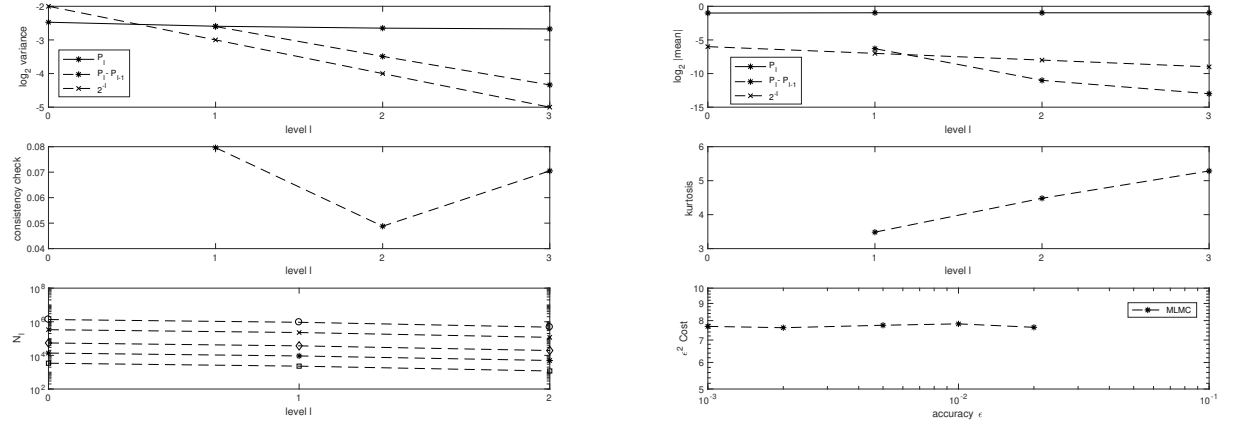 log₂ variance
-2
-3
-4
-5
P_l
P_l - P_l-1
2^-l
0 1 2 3
level l
log₂ |mean|
0
-5
-10
-15
P_l
P_l - P_l-1
2^-l
0 1 2 3
level l
consistency check
0.08
0.07
0.06
0.05
0.04
0 1 2 3
level l
kurtosis
6
5
4
3
0 1 2 3
level l
N_l
10^8
10^6
10^4
10^2
0 1 2
level l
ϵ² Cost
10
9
8
7
6
5
MLMC
10^-3 10^-2 10^-1
accuracy ϵ